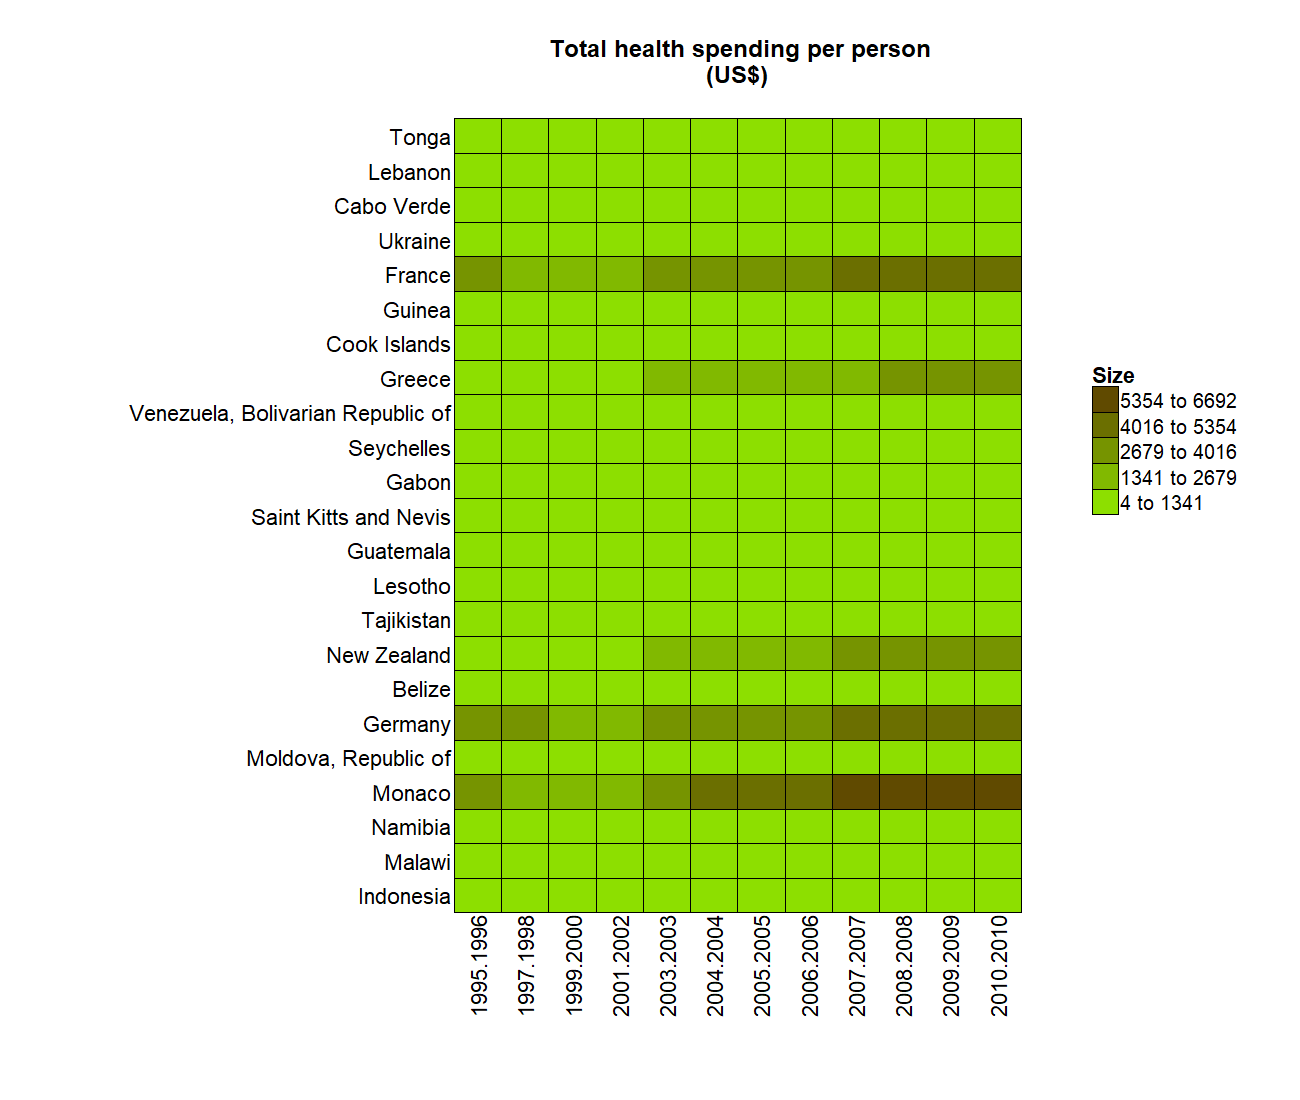 Total health spending per person
(US$)
Tonga
Lebanon
Cabo Verde
Ukraine
France
Guinea
Cook Islands
Greece
Venezuela, Bolivarian Republic of
Seychelles
Gabon
Saint Kitts and Nevis
Guatemala
Lesotho
Tajikistan
New Zealand
Belize
Germany
Moldova, Republic of
Monaco
Namibia
Malawi
Indonesia
1995.1996
1997.1998
1999.2000
2001.2002
2003.2003
2004.2004
2005.2005
2006.2006
2007.2007
2008.2008
2009.2009
2010.2010
Size
5354 to 6692
4016 to 5354
2679 to 4016
1341 to 2679
4 to 1341